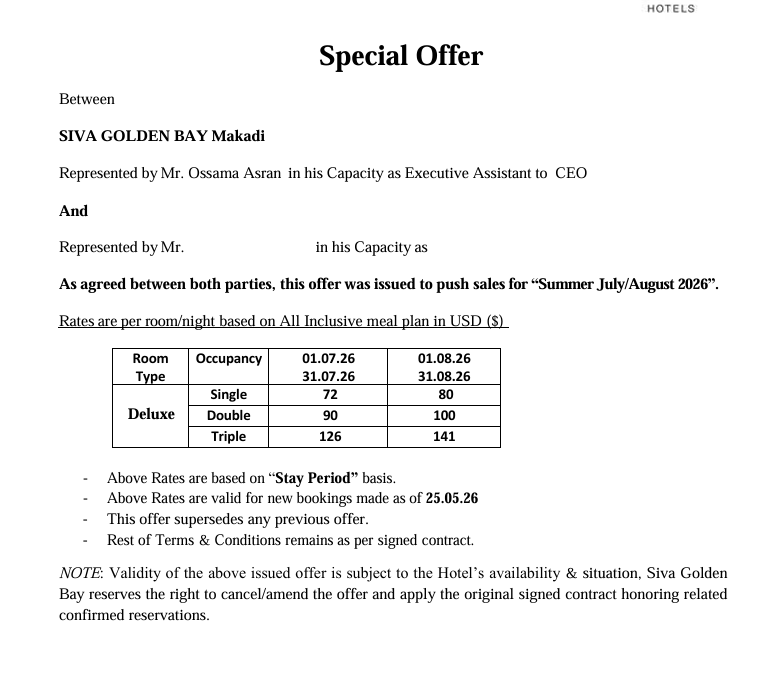 HOTELS
Special Offer
Between
SIVA GOLDEN BAY Makadi
Represented by Mr. Ossama Asran in his Capacity as Executive Assistant to CEO
And
Represented by Mr. in his Capacity as
As agreed between both parties, this offer was issued to push sales for “Summer July/August 2026”.
Rates are per room/night based on All Inclusive meal plan in USD ($)
Room Type Occupancy 01.07.26 31.07.26 01.08.26 31.08.26
Deluxe
Single 72 80
Double 90 100
Triple 126 141
- Above Rates are based on “Stay Period” basis.
- Above Rates are valid for new bookings made as of 25.05.26
- This offer supersedes any previous offer.
- Rest of Terms & Conditions remains as per signed contract.
NOTE: Validity of the above issued offer is subject to the Hotel’s availability & situation, Siva Golden
Bay reserves the right to cancel/amend the offer and apply the original signed contract honoring related
confirmed reservations.